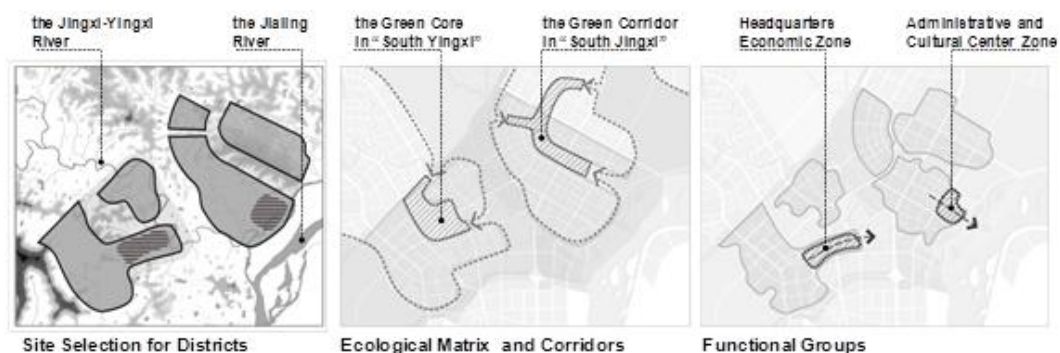 the Jingxi-Yingxi
River
the Jialing
River
the Green Core
in “South Yingxi”
the Green Corridor
in “South Jingxi”
Headquarters
Economic Zone
Administrative and
Cultural Center Zone
Site Selection for Districts
Ecological Matrix and Corridors
Functional Groups